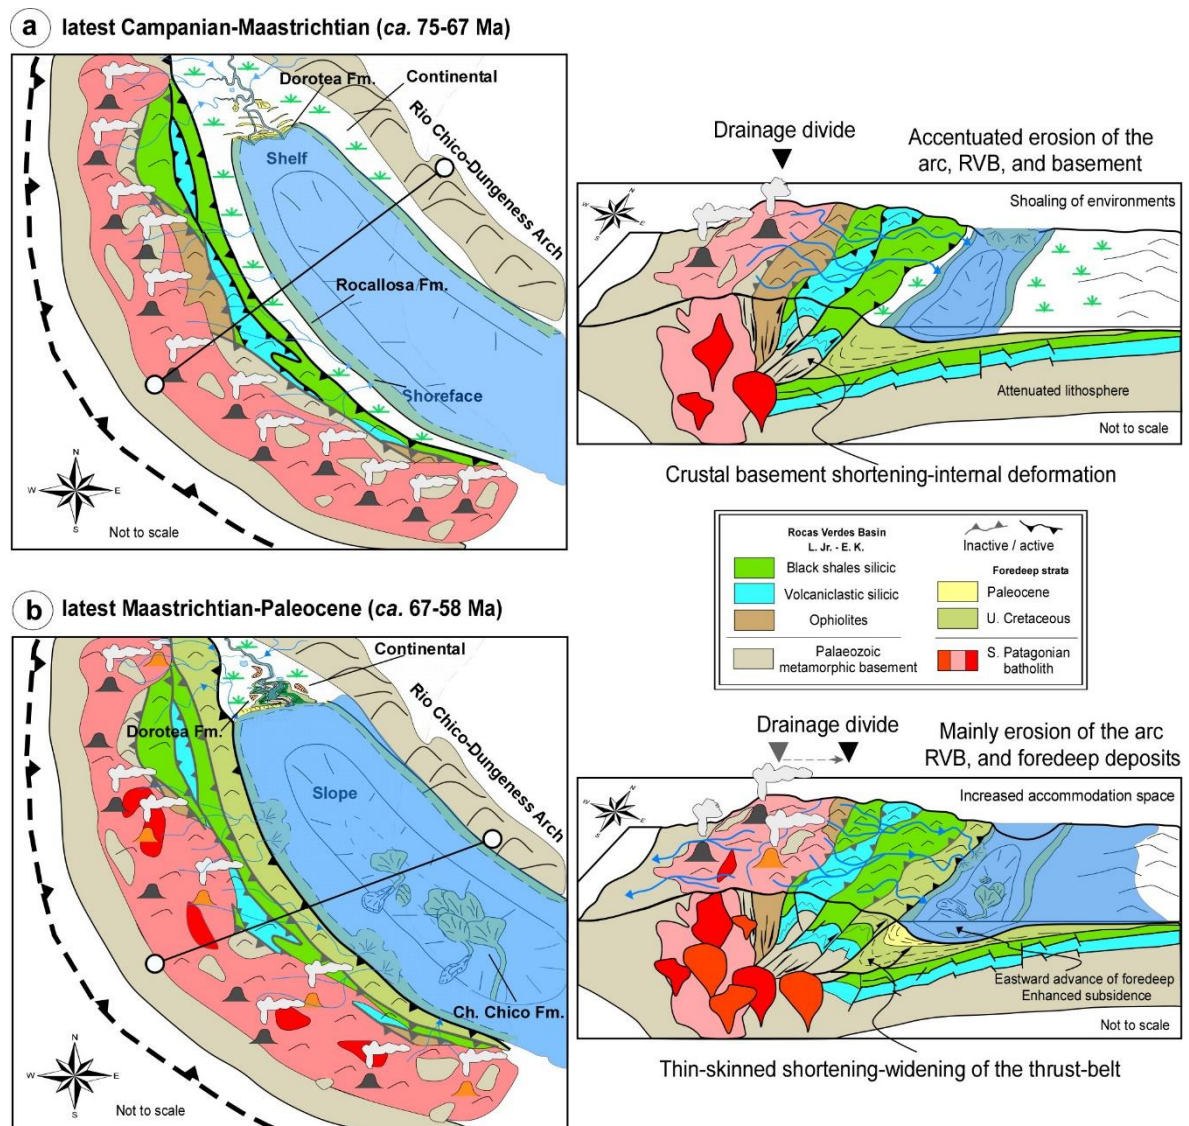 a latest Campanian-Maastrichtian (ca. 75-67 Ma)
Dorotea Fm.
Continental
Rio Chico-Dungeness Arch
Shelf
Rocallosa Fm.
Shoreface
N
W E
S
Not to scale
Drainage divide
Accentuated erosion of the
arc, RVB, and basement
N
W E
S
Shoaling of environments
Attenuated lithosphere
Not to scale
Crustal basement shortening-internal deformation
Rocas Verdes Basin
L. Jr. - E. K.
Black shales silicic
Volcaniclastic silicic
Ophiolites
Palaeozoic
metamorphic basement
Inactive / active
Foredeep strata
Paleocene
U. Cretaceous
S. Patagonian
batholith
b latest Maastrichtian-Paleocene (ca. 67-58 Ma)
Continental
Dorotea Fm.
Rio Chico-Dungeness Arch
Slope
Ch. Chico Fm.
N
W E
S
Not to scale
Drainage divide
Mainly erosion of the arc
RVB, and foredeep deposits
N
W E
S
Increased accommodation space
Eastward advance of foredeep
Enhanced subsidence
Not to scale
Thin-skinned shortening-widening of the thrust-belt